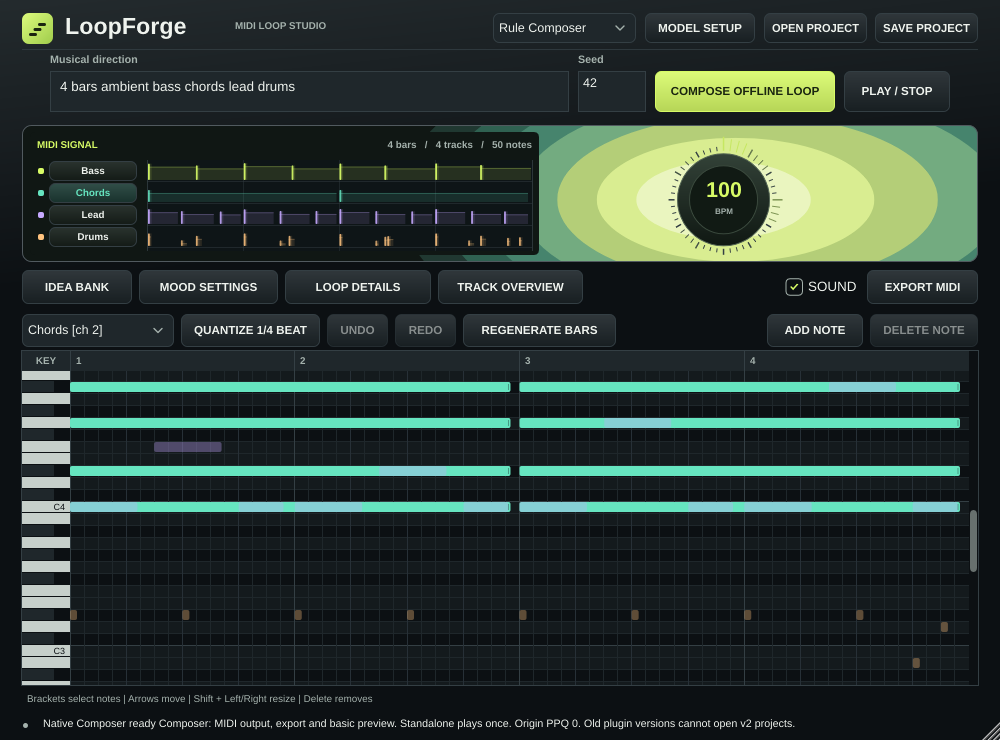 LoopForge
MIDI LOOP STUDIO
Rule Composer
MODEL SETUP
OPEN PROJECT
SAVE PROJECT
Musical direction
Seed
4 bars ambient bass chords lead drums
42
COMPOSE OFFLINE LOOP
PLAY / STOP
MIDI SIGNAL
4 bars / 4 tracks / 50 notes
Bass
Chords
Lead
Drums
100
BPM
IDEA BANK
MOOD SETTINGS
LOOP DETAILS
TRACK OVERVIEW
SOUND
EXPORT MIDI
Chords [ch 2]
QUANTIZE 1/4 BEAT
UNDO
REDO
REGENERATE BARS
ADD NOTE
DELETE NOTE
KEY
1
2
3
4
C4
C3
Brackets select notes | Arrows move | Shift + Left/Right resize | Delete removes
Native Composer ready Composer: MIDI output, export and basic preview. Standalone plays once. Origin PPQ 0. Old plugin versions cannot open v2 projects.